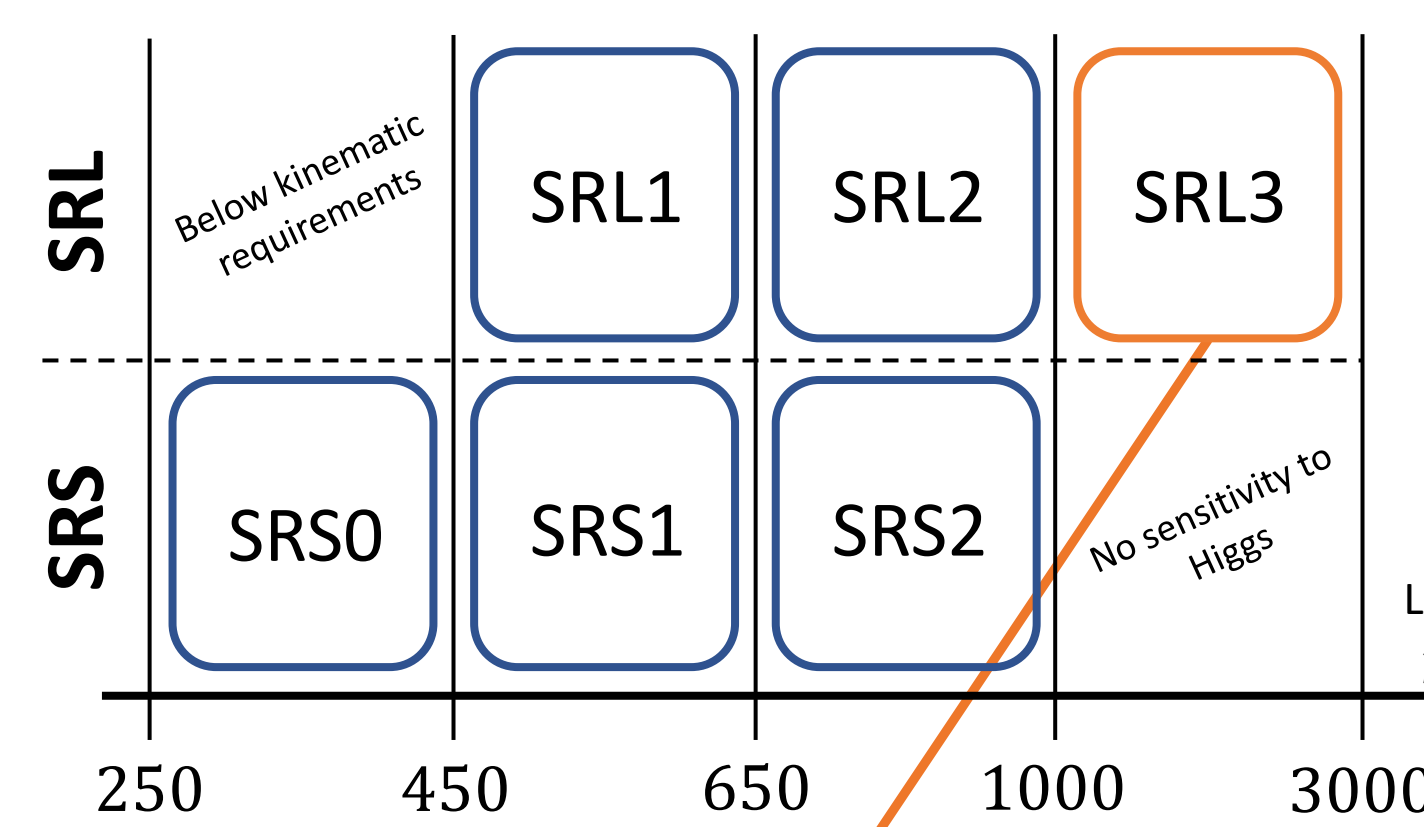 SRL
Below kinematic
requirements
SRL1
SRL2
SRL3
SRS
SRS0
SRS1
SRS2
No sensitivity to
Higgs
L
250
450
650
1000
3000